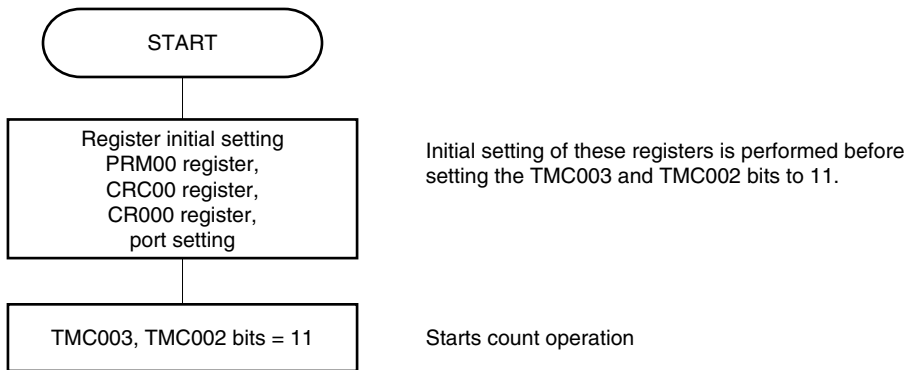 START
Register initial setting
PRM00 register,
CRC00 register,
CR000 register,
port setting
Initial setting of these registers is performed before
setting the TMC003 and TMC002 bits to 11.
TMC003, TMC002 bits = 11
Starts count operation